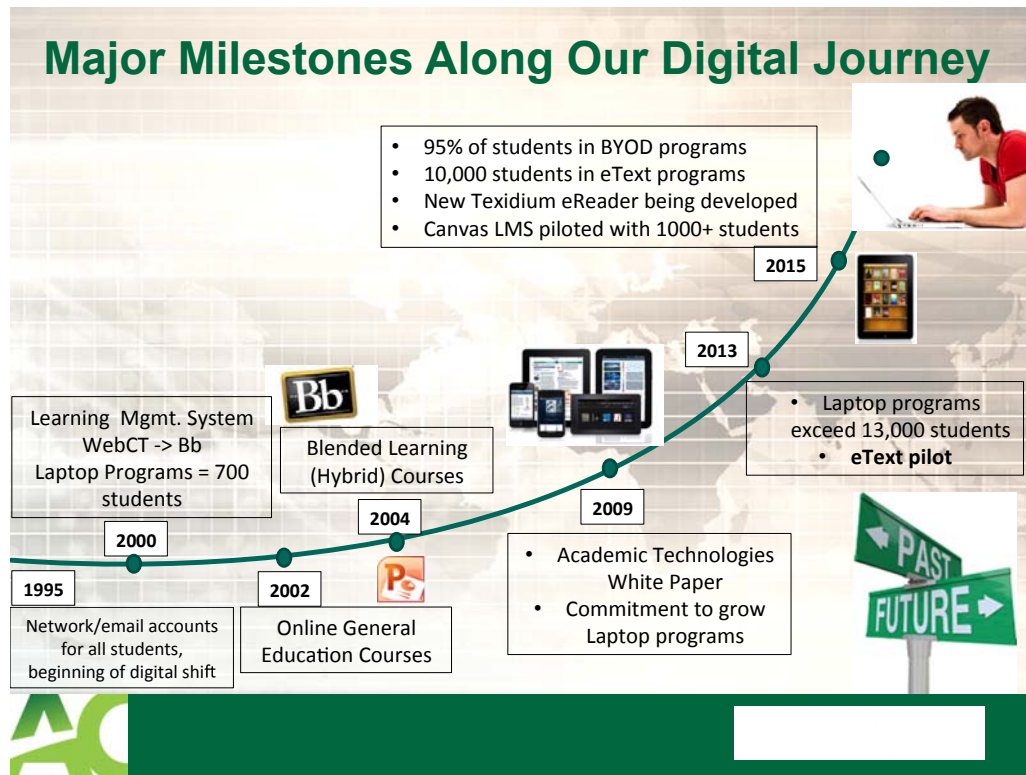 Major Milestones Along Our Digital Journey
• 95% of students in BYOD programs
• 10,000 students in eText programs
• New Texidium eReader being developed
• Canvas LMS piloted with 1000+ students
2015
2013
• Laptop programs
exceed 13,000 students
• eText pilot
Bb
Learning Mgmt. System
WebCT -> Bb
Laptop Programs = 700
students
Blended Learning
(Hybrid) Courses
2000
2004
2009
1995
2002
P
Network/email accounts
for all students,
beginning of digital shift
Online General
Education Courses
• Academic Technologies
White Paper
• Commitment to grow
Laptop programs
PAST
FUTURE
AC